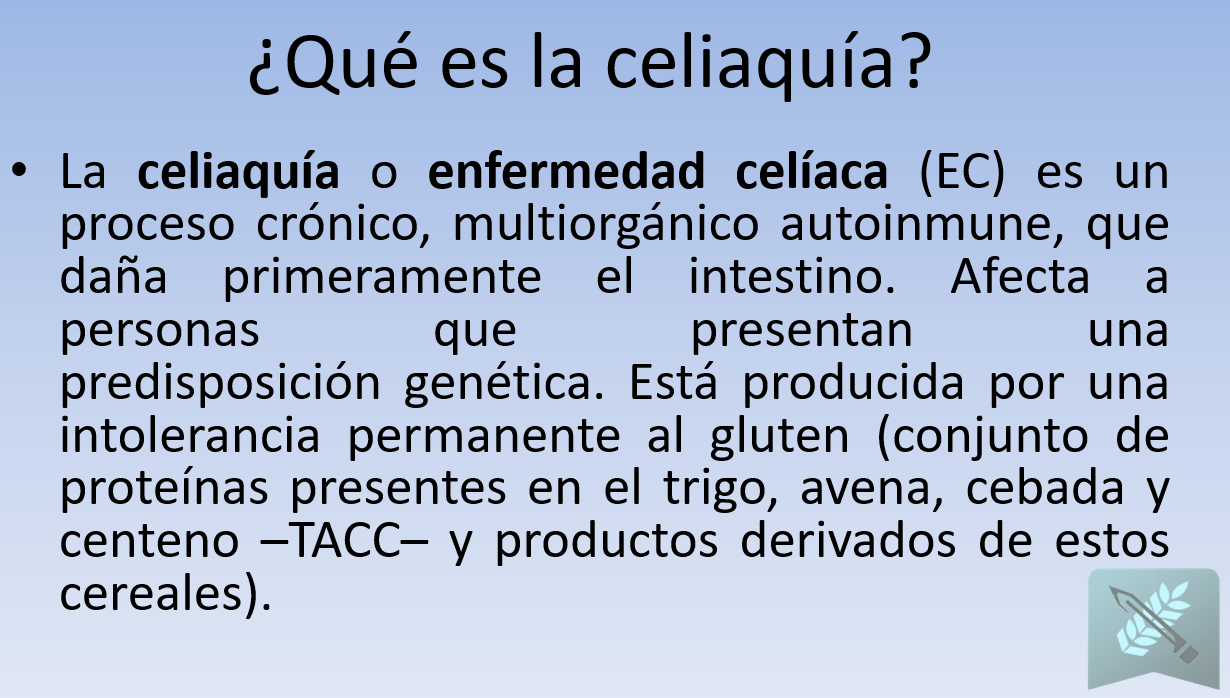 ¿Qué es la celiaquía?
• La celiaquía o enfermedad celíaca (EC) es un
proceso crónico, multiorgánico autoinmune, que
daña primeramente el intestino. Afecta a
personas que presentan una
predisposición genética. Está producida por una
intolerancia permanente al gluten (conjunto de
proteínas presentes en el trigo, avena, cebada y
centeno –TACC– y productos derivados de estos
cereales).